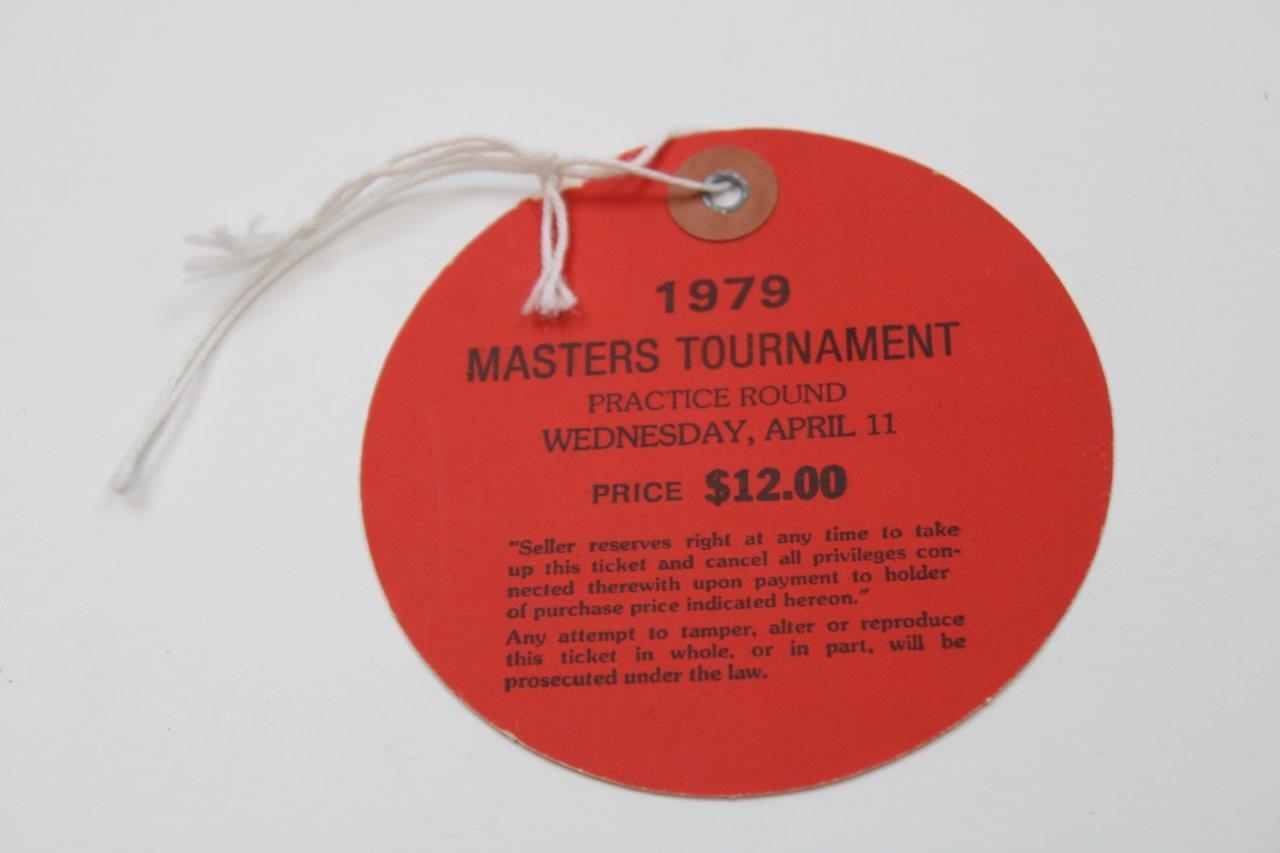 1979
MASTERS TOURNAMENT
PRACTICE ROUND
WEDNESDAY, APRIL 11
PRICE $12.00
"Seller reserves right at any time to take
up this ticket and cancel all privileges con-
nected therewith upon payment to holder
of purchase price indicated hereon."
Any attempt to tamper, alter or reproduce
this ticket in whole, or in part, will be
prosecuted under the law.